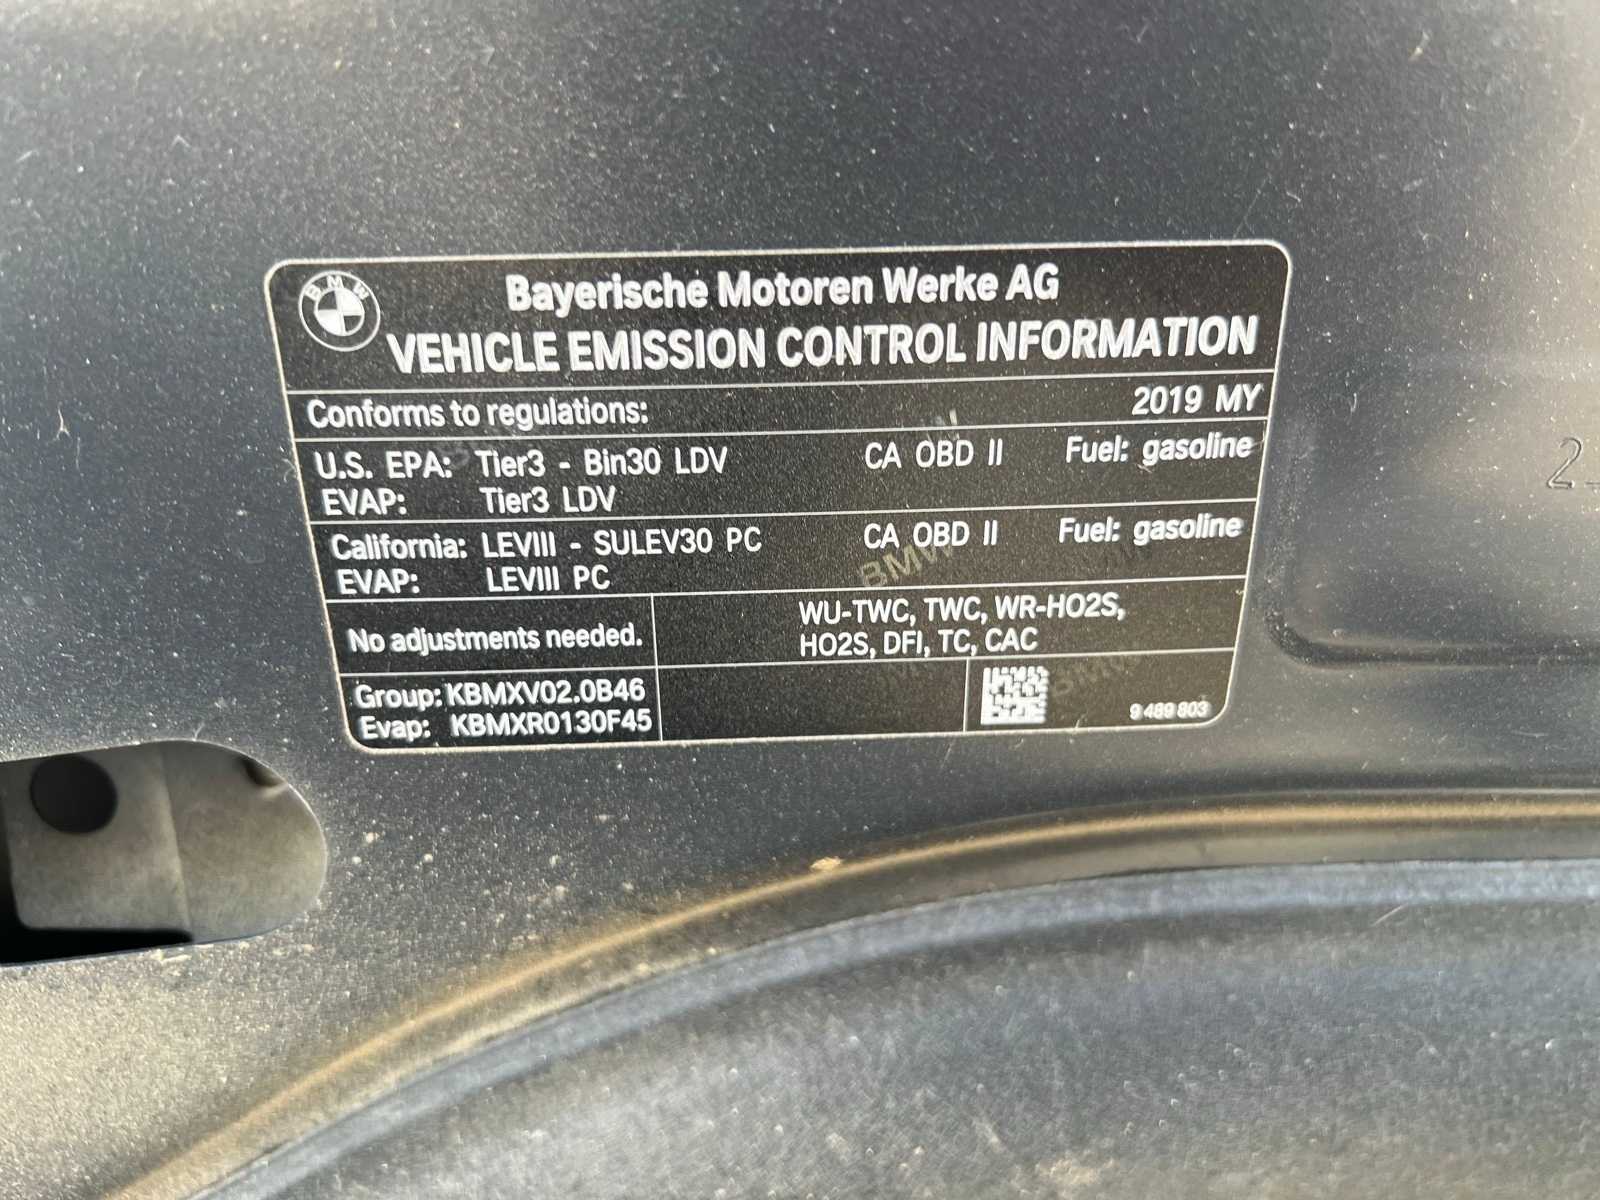 BMW
Bayerische Motoren Werke AG
VEHICLE EMISSION CONTROL INFORMATION
Conforms to regulations: 2019 MY
U.S. EPA: Tier3 - Bin30 LDV CA OBD II Fuel: gasoline
EVAP: Tier3 LDV
California: LEVIII - SULEV30 PC CA OBD II Fuel: gasoline
EVAP: LEVIII PC
No adjustments needed.
WU-TWC, TWC, WR-HO2S,
HO2S, DFI, TC, CAC
Group: KBMXV02.0B46
Evap: KBMXR0130F45
9 489 803